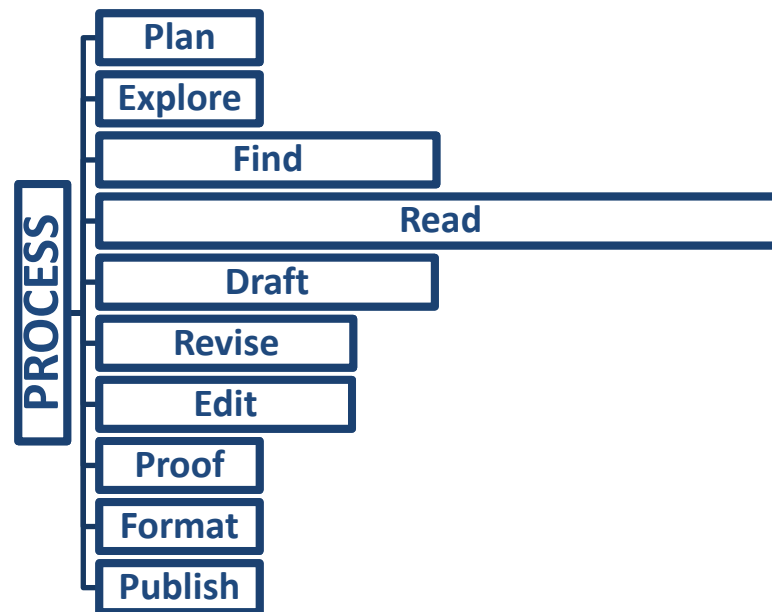 PROCESS
Plan
Explore
Find
Read
Draft
Revise
Edit
Proof
Format
Publish